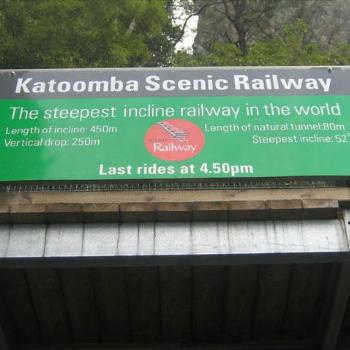 Katoomba Scenic Railway
The steepest incline railway in the world
Length of incline: 450m
Vertical drop: 250m
Railway
Length of natural tunnel:80m
Steepest incline: 52°
Last rides at 4.50pm